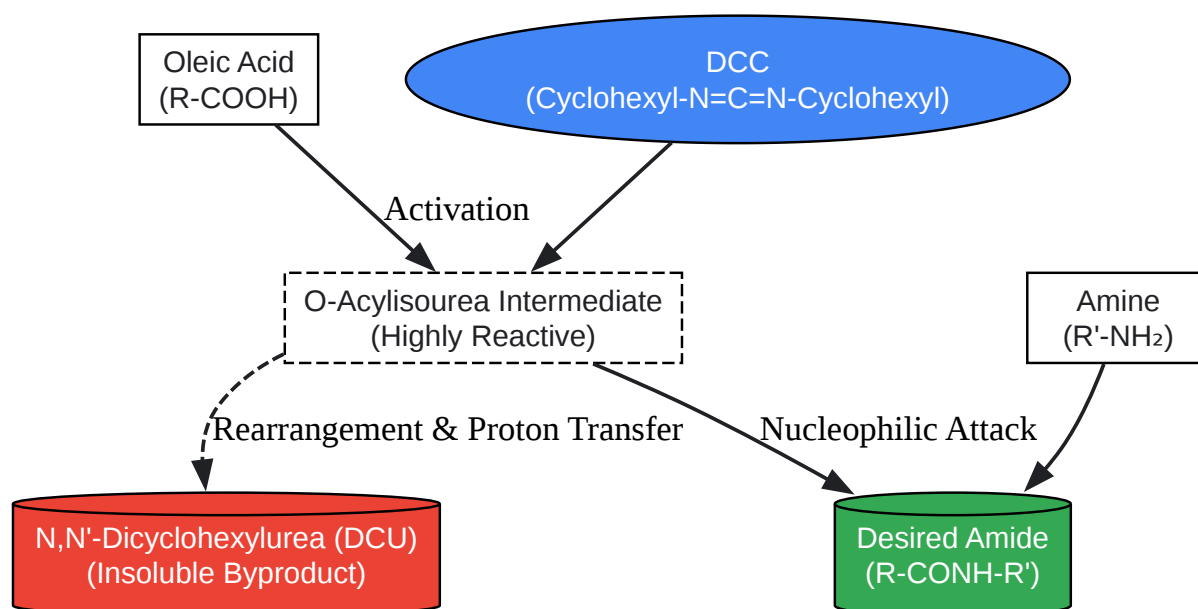 Oleic Acid
(R-COOH)
DCC
(Cyclohexyl-N=C=N-Cyclohexyl)
Activation
O-Acylisourea Intermediate
(Highly Reactive)
Amine
(R'-NH₂)
Rearrangement & Proton Transfer
Nucleophilic Attack
N,N'-Dicyclohexylurea (DCU)
(Insoluble Byproduct)
Desired Amide
(R-CONH-R')